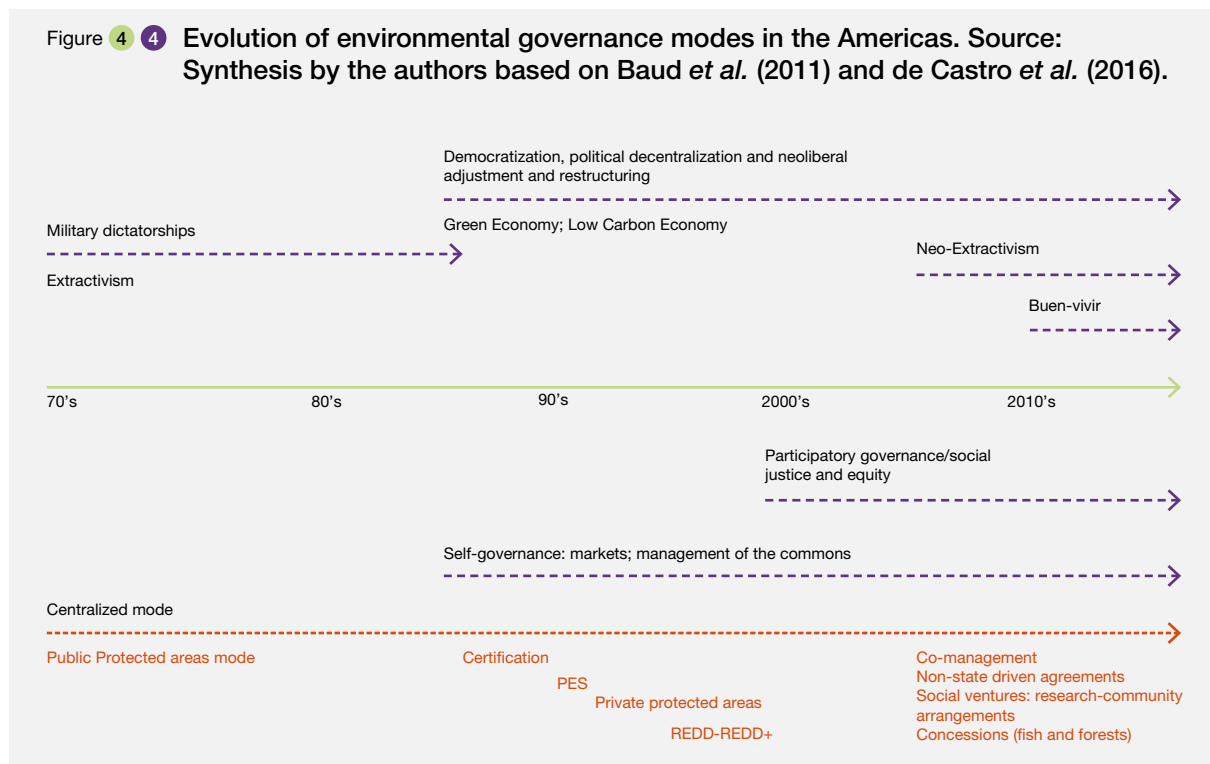 Figure 4 4 Evolution of environmental governance modes in the Americas. Source:
Synthesis by the authors based on Baud et al. (2011) and de Castro et al. (2016).
Democratization, political decentralization and neoliberal
adjustment and restructuring
Green Economy; Low Carbon Economy
Military dictatorships
Extractivism
Neo-Extractivism
Buen-vivir
70's
80's
90's
2000's
2010's
Participatory governance/social
justice and equity
Self-governance: markets; management of the commons
Centralized mode
Public Protected areas mode
Certification
PES
Private protected areas
REDD-REDD+
Co-management
Non-state driven agreements
Social ventures: research-community
arrangements
Concessions (fish and forests)